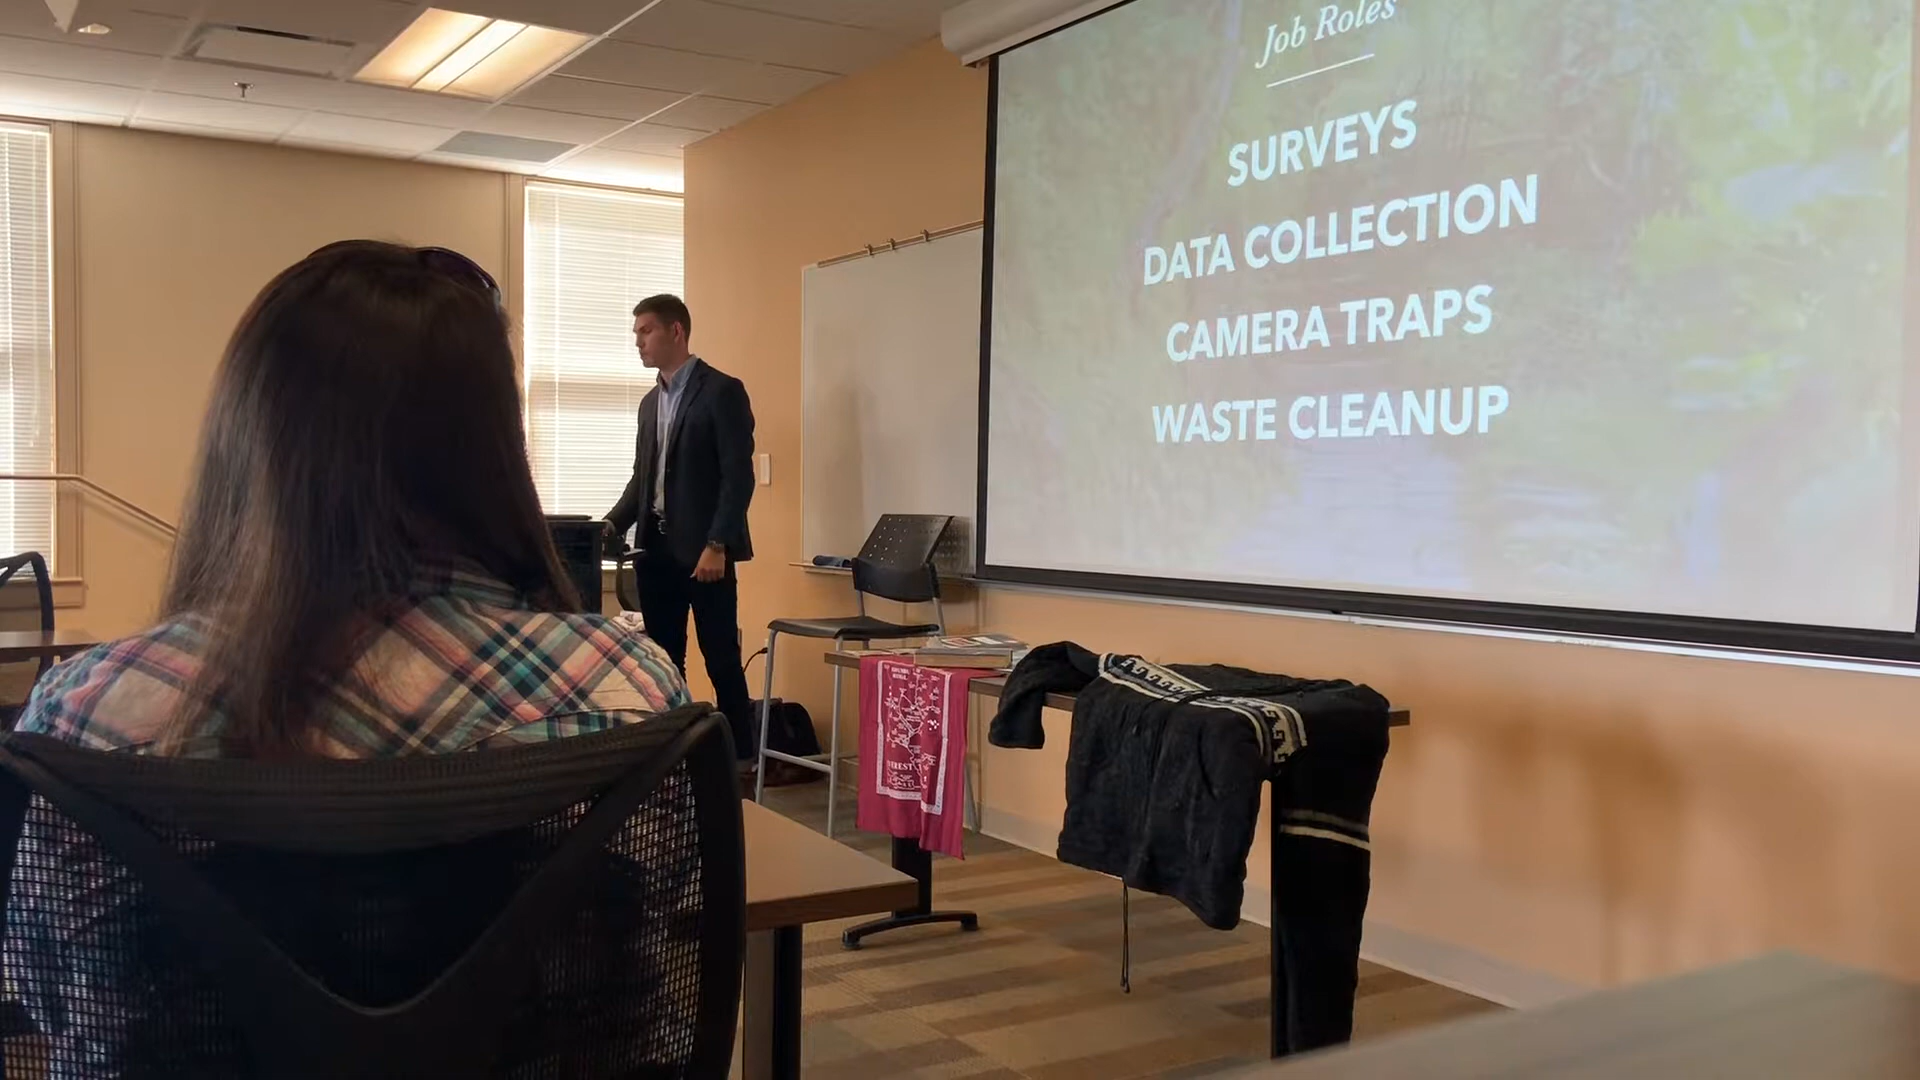 Job Roles
SURVEYS
DATA COLLECTION
CAMERA TRAPS
WASTE CLEANUP